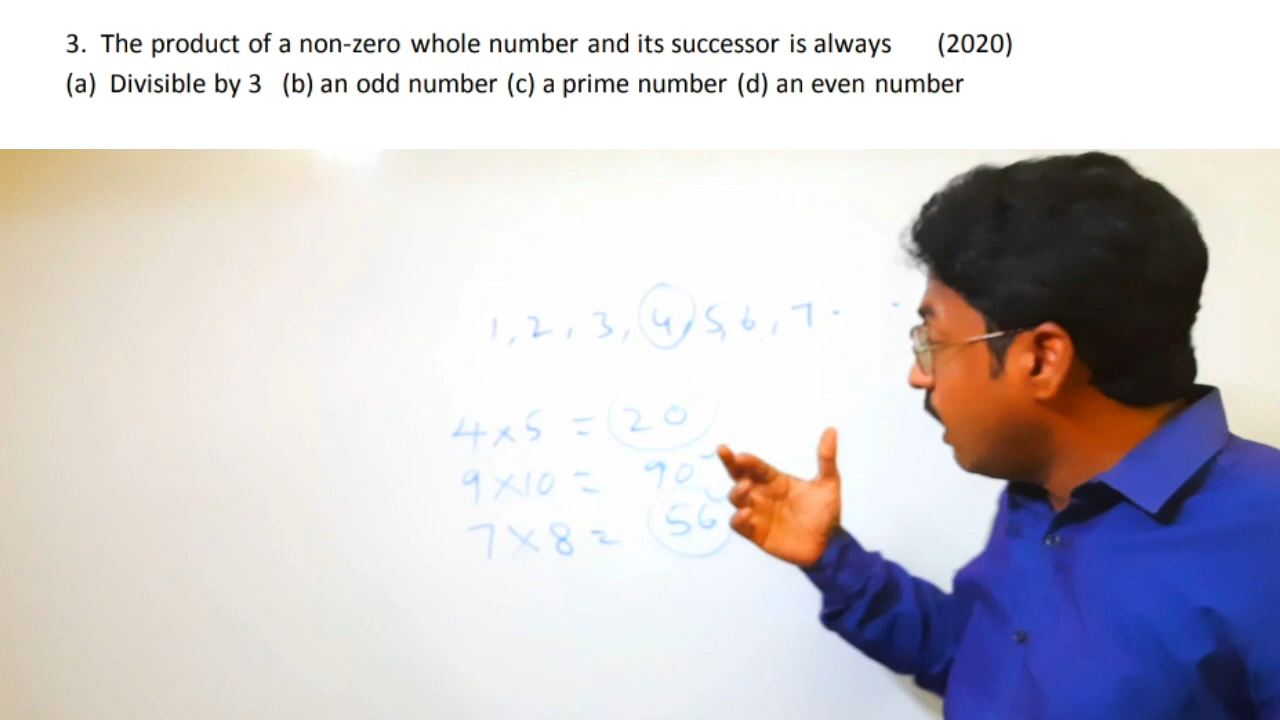 3. The product of a non-zero whole number and its successor is always (2020)
(a) Divisible by 3 (b) an odd number (c) a prime number (d) an even number
1, 2, 3, 4, 5, 6, 7 . .
4 x 5 = 20
9 x 10 = 90
7 x 8 = 56